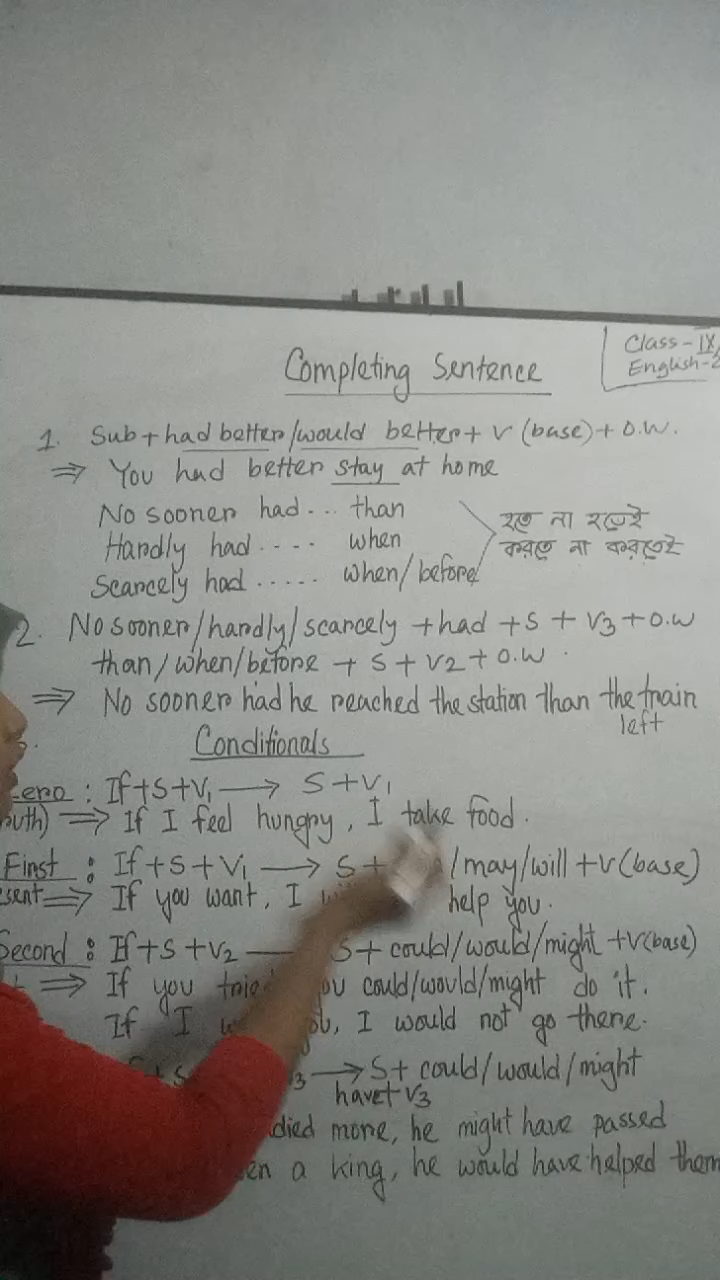 Class-IX
English-2
Completing Sentence
1. Sub + had better/would better + v (base) + O.W.
⇒ You had better stay at home
No sooner had... than
Hardly had.... when
Scarcely had..... when/before
হতে না হতেই
করতে না করতেই
2. No sooner/hardly/scarcely + had + S + V3 + O.W
than/when/before + S + V2 + O.W.
⇒ No sooner had he reached the station than the train
left
Conditionals
: If + S + V1 → S + V1
⇒ If I feel hungry, I take food.
First : If + S + V1 → S + /may/will + v(base)
⇒ If you want, I help you.
Second : If + S + V2 — S + could/would/might + v(base)
⇒ If you could/would/might do it.
If I , I would not go there.
→ S + could/would/might
have + V3
more, he might have passed
a king, he would have helped them